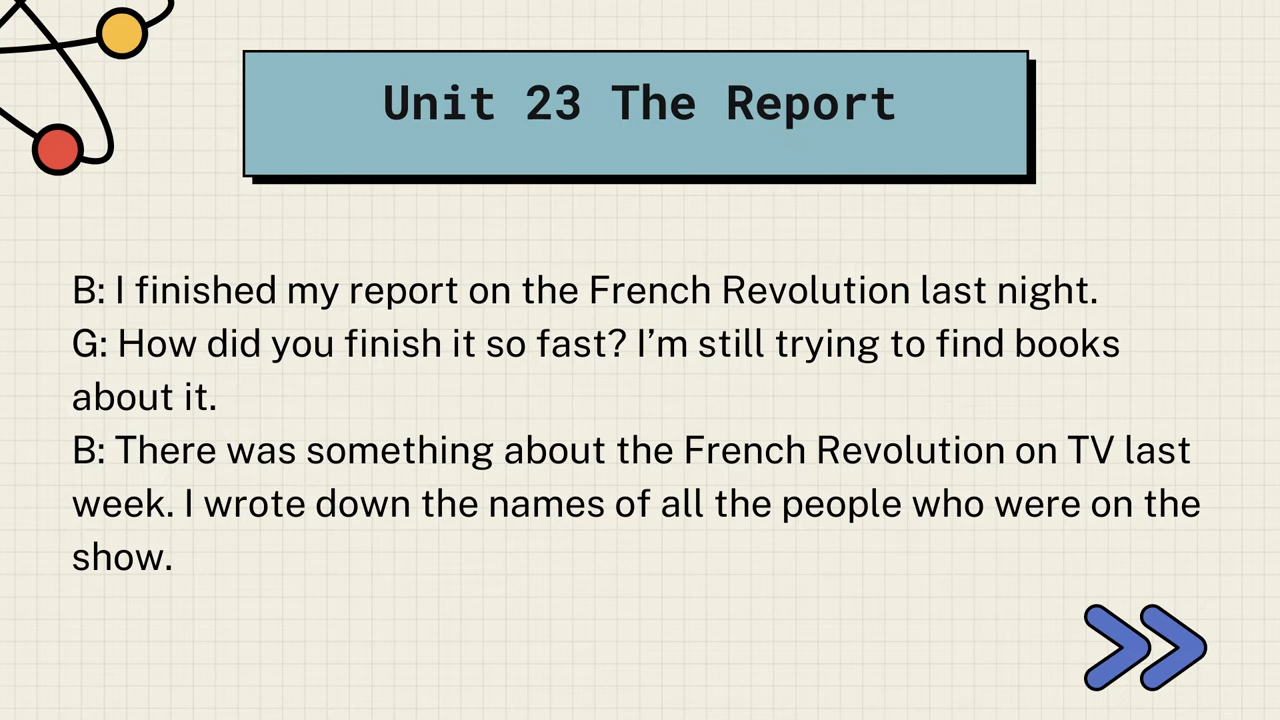 Unit 23 The Report
B: I finished my report on the French Revolution last night.
G: How did you finish it so fast? I’m still trying to find books
about it.
B: There was something about the French Revolution on TV last
week. I wrote down the names of all the people who were on the
show.